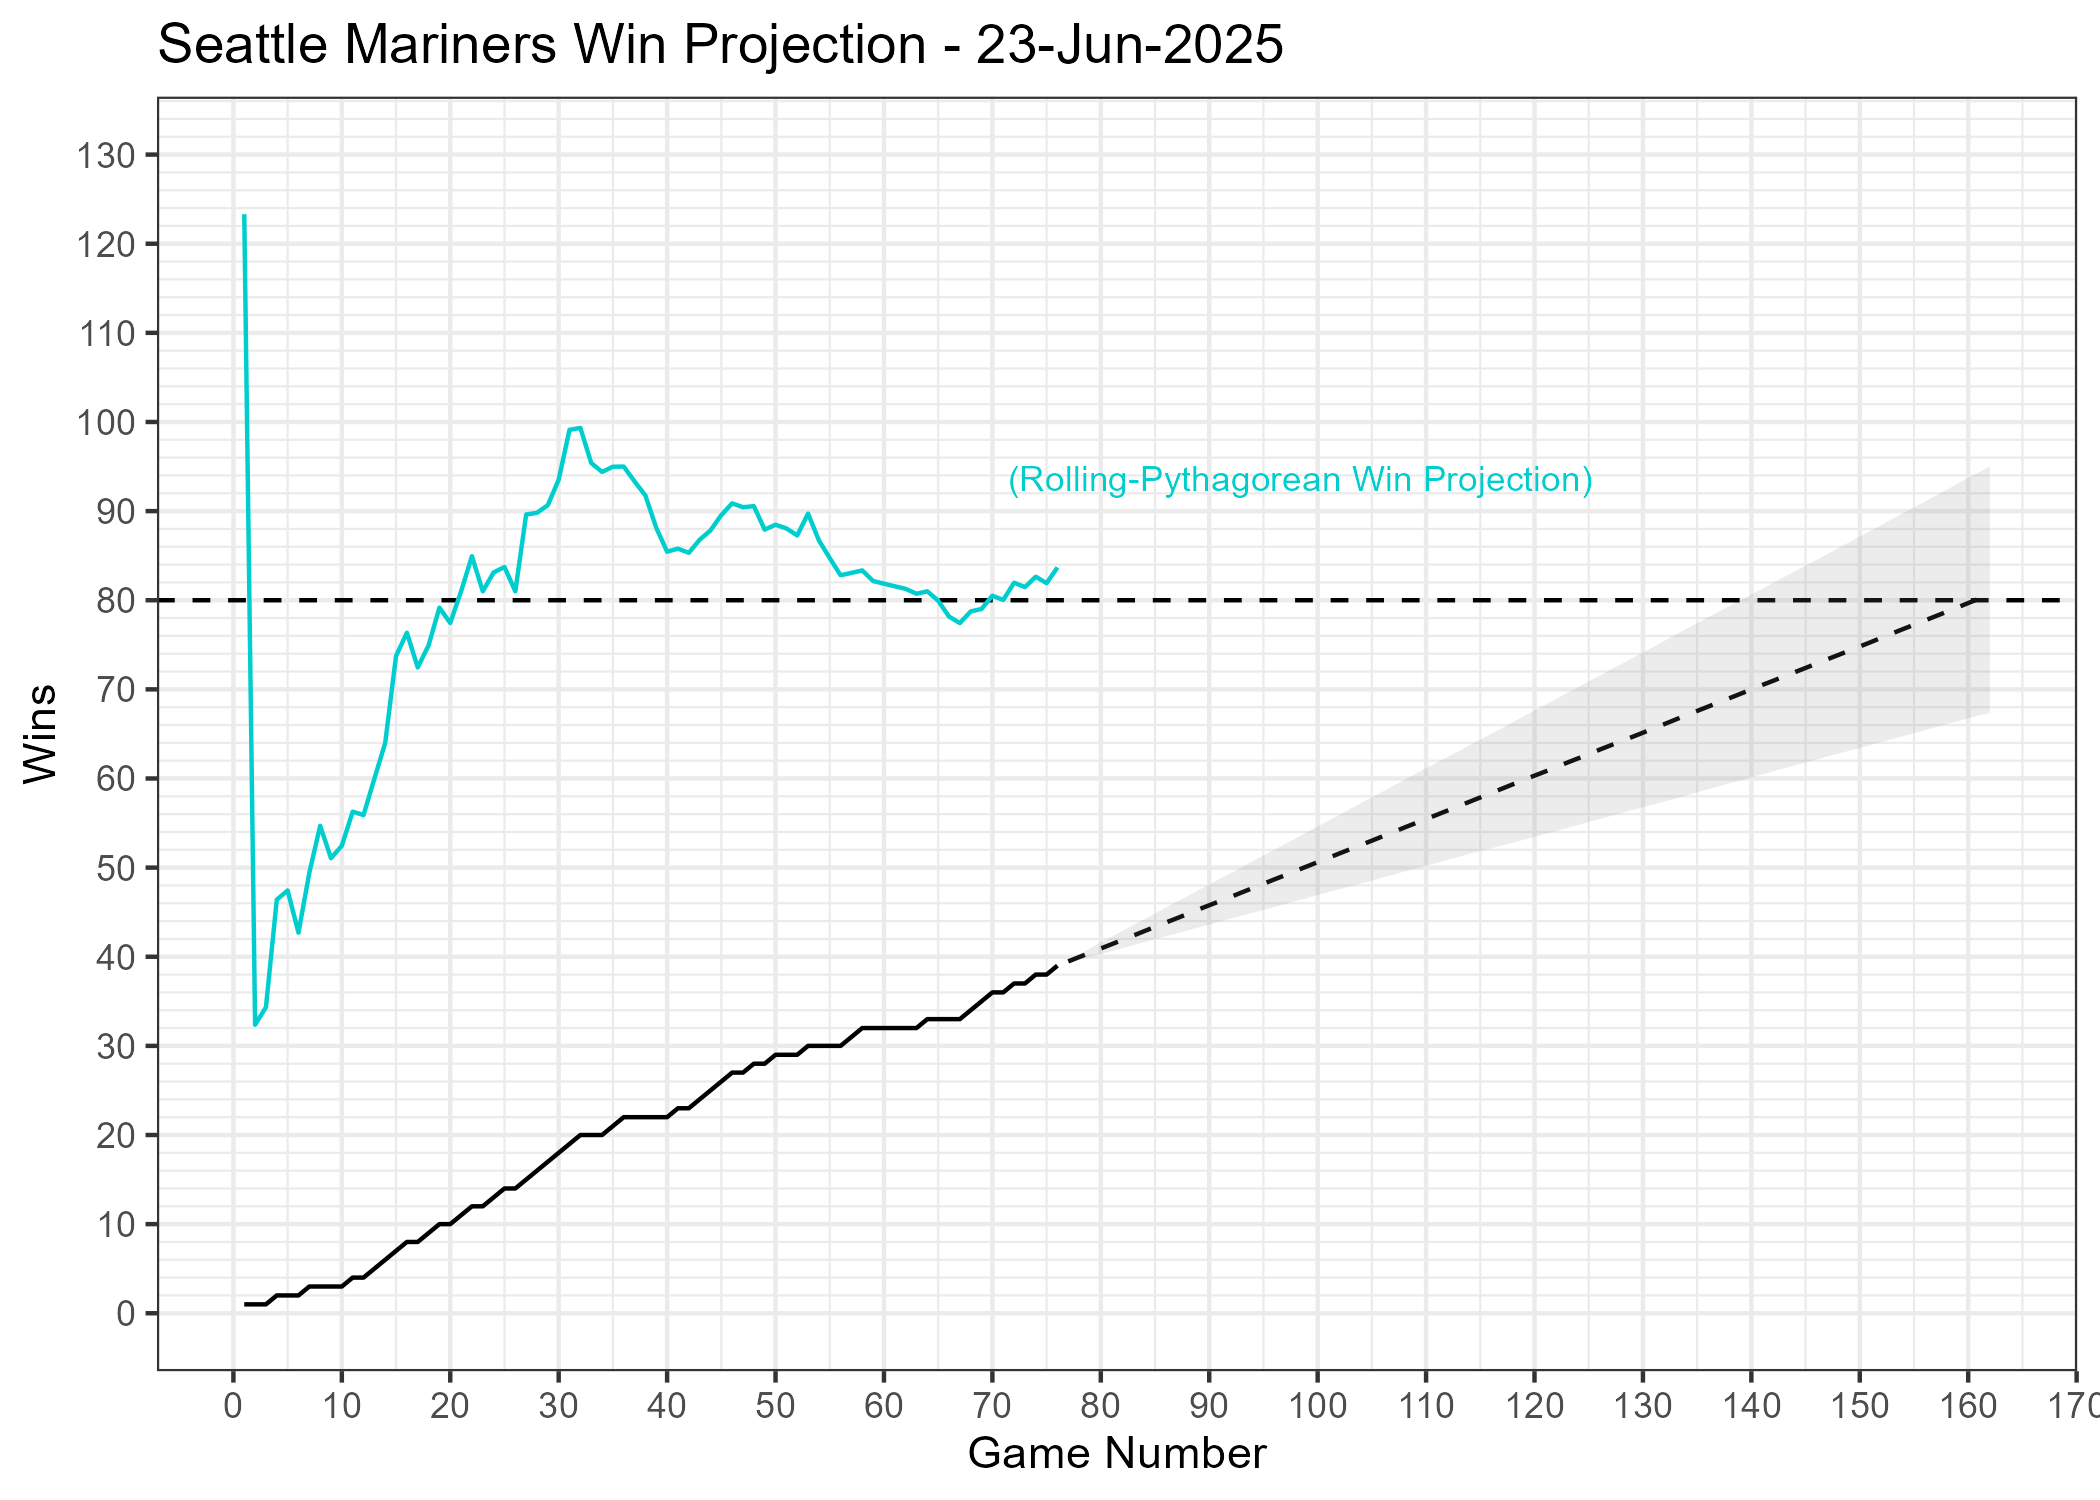 Seattle Mariners Win Projection - 23-Jun-2025
130
120
110
100
90
80
70
60
50
40
30
20
10
0
Wins
(Rolling-Pythagorean Win Projection)
0 10 20 30 40 50 60 70 80 90 100 110 120 130 140 150 160 170
Game Number